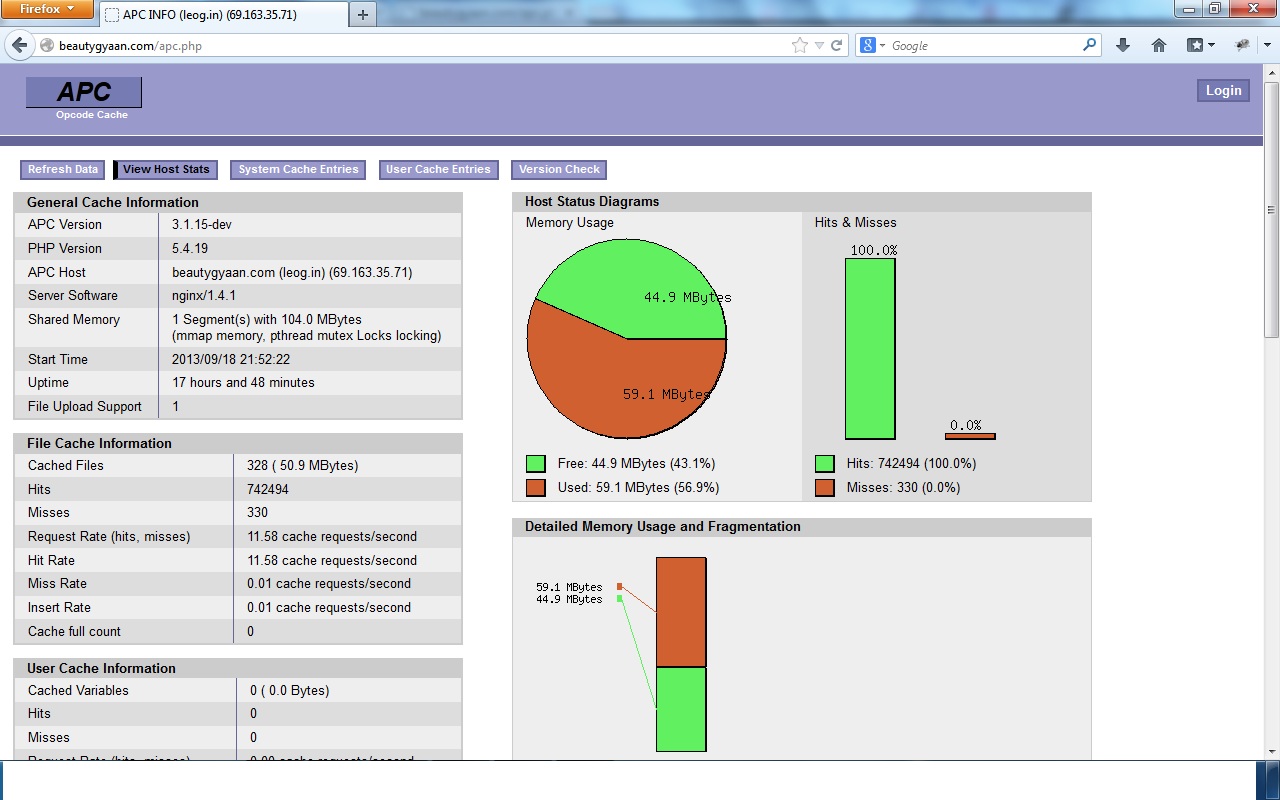 Firefox
APC INFO (leog.in) (69.163.35.71)
beautygyaan.com/apc.php
Google
APC
Opcode Cache
Login
Refresh Data
View Host Stats
System Cache Entries
User Cache Entries
Version Check
General Cache Information
APC Version 3.1.15-dev
PHP Version 5.4.19
APC Host beautygyaan.com (leog.in) (69.163.35.71)
Server Software nginx/1.4.1
Shared Memory 1 Segment(s) with 104.0 MBytes
(mmap memory, pthread mutex Locks locking)
Start Time 2013/09/18 21:52:22
Uptime 17 hours and 48 minutes
File Upload Support 1
File Cache Information
Cached Files 328 ( 50.9 MBytes)
Hits 742494
Misses 330
Request Rate (hits, misses) 11.58 cache requests/second
Hit Rate 11.58 cache requests/second
Miss Rate 0.01 cache requests/second
Insert Rate 0.01 cache requests/second
Cache full count 0
User Cache Information
Cached Variables 0 ( 0.0 Bytes)
Hits 0
Misses 0
Request Rate (hits, misses) 0.00 cache requests/second
Host Status Diagrams
Memory Usage
44.9 MBytes
59.1 MBytes
Free: 44.9 MBytes (43.1%)
Used: 59.1 MBytes (56.9%)
Hits & Misses
100.0%
0.0%
Hits: 742494 (100.0%)
Misses: 330 (0.0%)
Detailed Memory Usage and Fragmentation
59.1 MBytes
44.9 MBytes